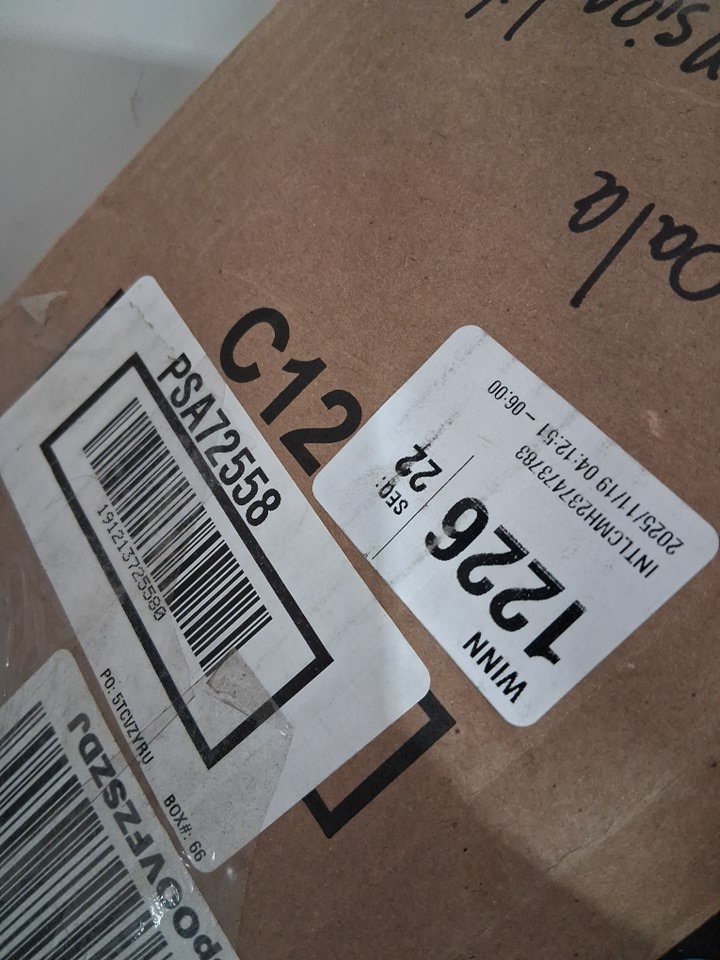 C12
PSA72558
191213725580
PO: 5TCVZYRU
BOX#: 66
WINN
1226
SEQ:
22
INTLCMH237473783
2025/11/19 04:12:51 – 06:00